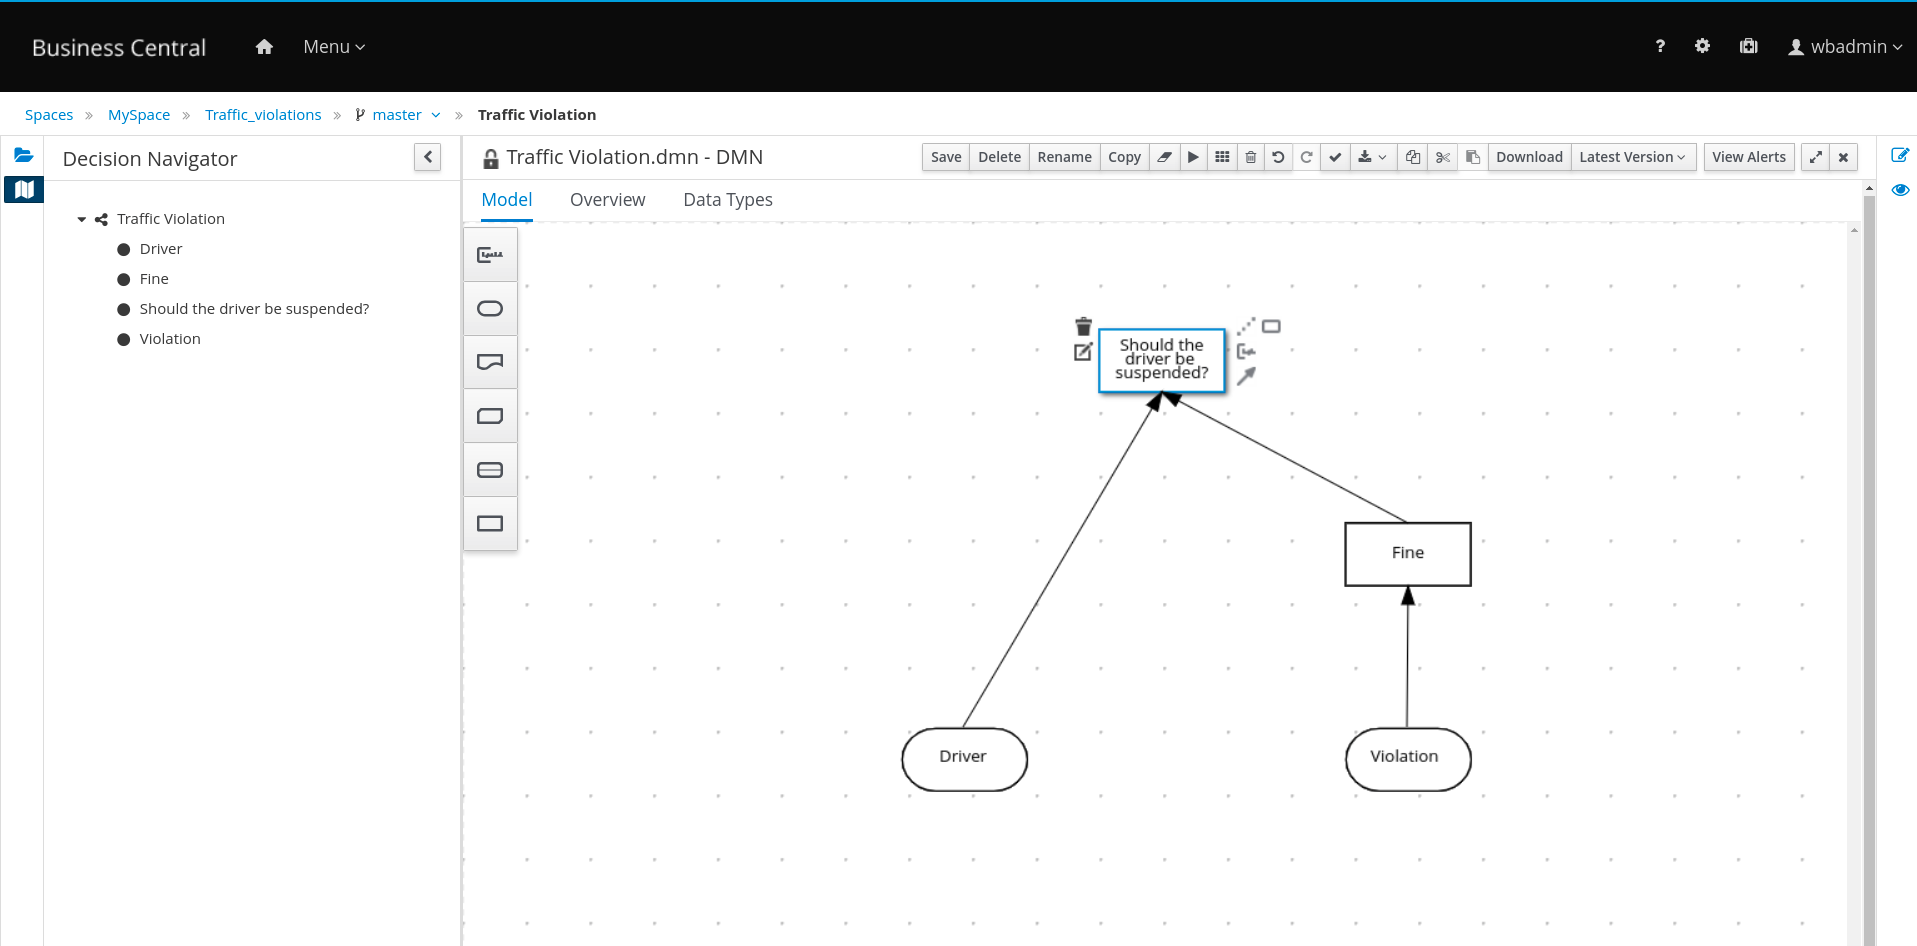 Business Central
Menu
?
wbadmin
Spaces » MySpace » Traffic_violations » master » Traffic Violation
Decision Navigator
Traffic Violation
Driver
Fine
Should the driver be suspended?
Violation
Traffic Violation.dmn - DMN
Save Delete Rename Copy Download Latest Version View Alerts
Model Overview Data Types
Should the
driver be
suspended?
Fine
Driver
Violation